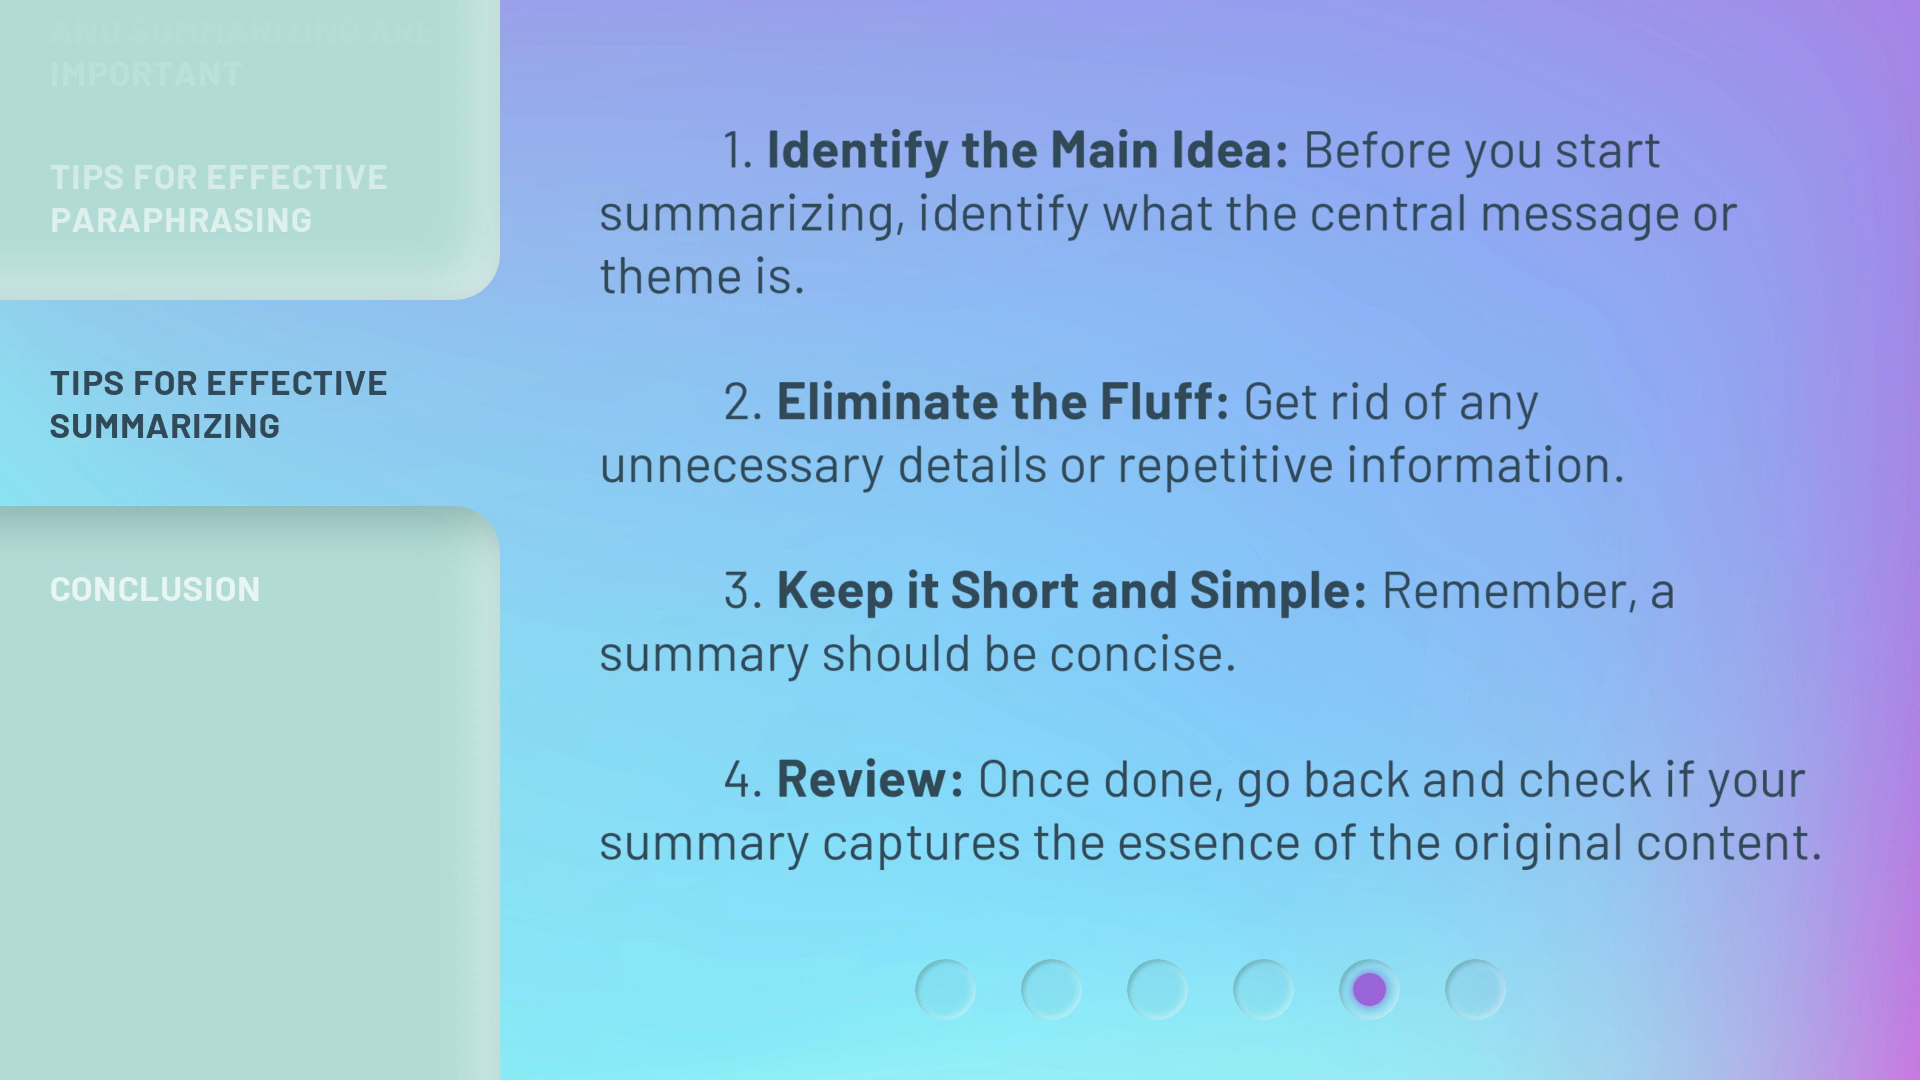 AND SUMMARIZING ARE
IMPORTANT
TIPS FOR EFFECTIVE
PARAPHRASING
TIPS FOR EFFECTIVE
SUMMARIZING
CONCLUSION
1. Identify the Main Idea: Before you start
summarizing, identify what the central message or
theme is.
2. Eliminate the Fluff: Get rid of any
unnecessary details or repetitive information.
3. Keep it Short and Simple: Remember, a
summary should be concise.
4. Review: Once done, go back and check if your
summary captures the essence of the original content.